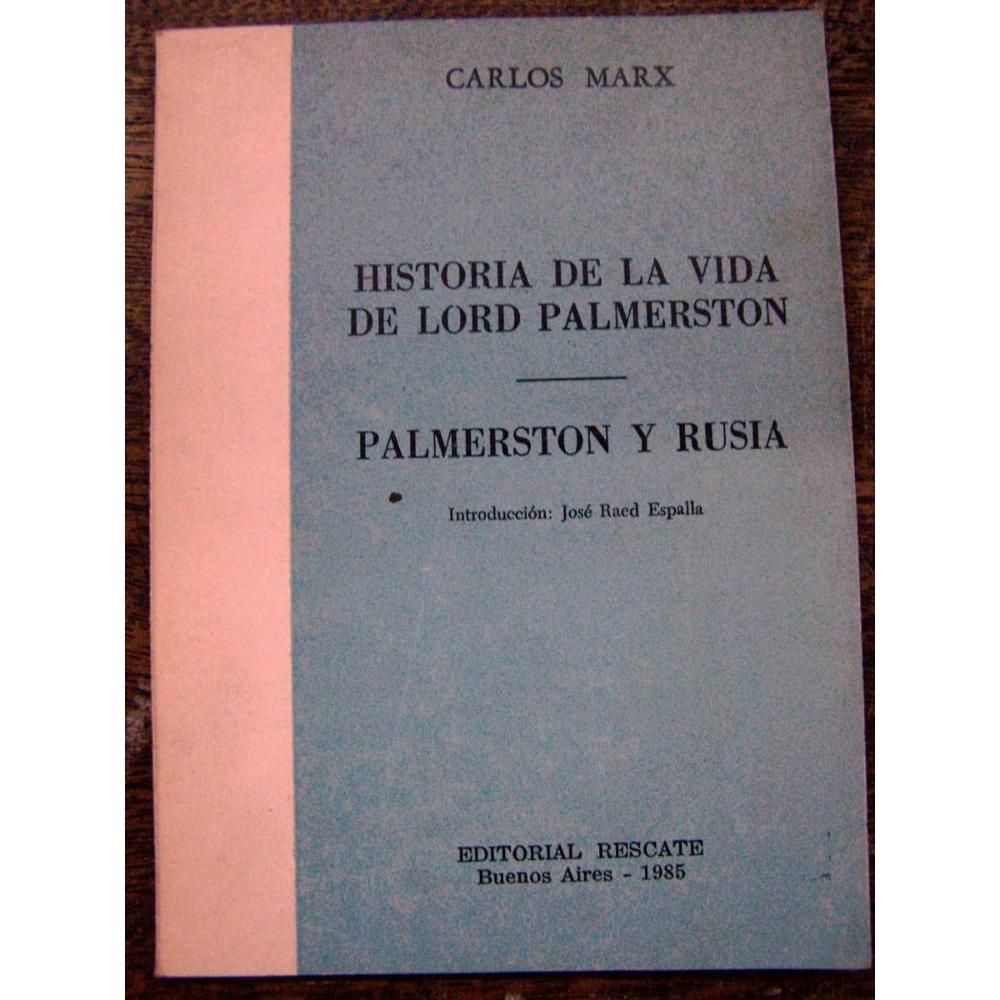 CARLOS MARX
HISTORIA DE LA VIDA
DE LORD PALMERSTON
PALMERSTON Y RUSIA
Introducción: José Raed Espalla
EDITORIAL RESCATE
Buenos Aires - 1985